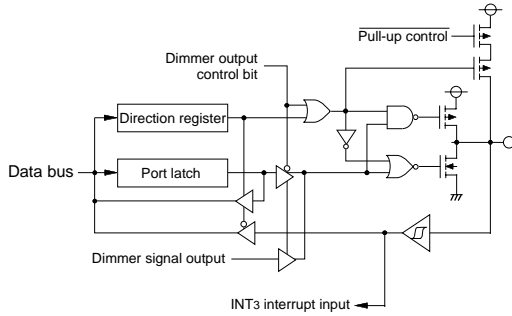 Pull-up control
Dimmer output
control bit
Direction register
Data bus
Port latch
Dimmer signal output
INT3 interrupt input